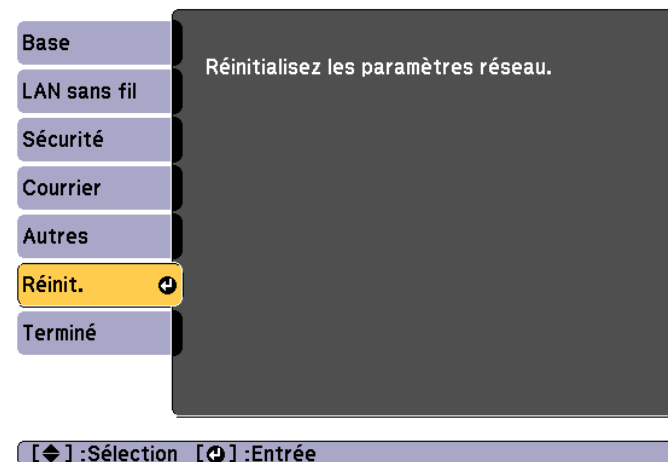 Base
LAN sans fil
Sécurité
Courrier
Autres
Réinit.
Terminé
Réinitialisez les paramètres réseau.
[◆] :Sélection [↵] :Entrée